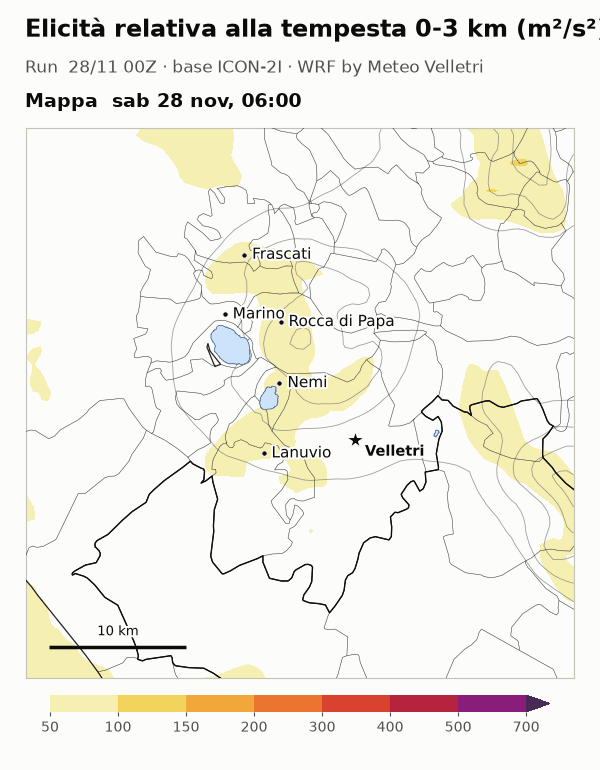 Elicità relativa alla tempesta 0-3 km (m²/s²)
Run 28/11 00Z · base ICON-2I · WRF by Meteo Velletri
Mappa sab 28 nov, 06:00
Frascati
Marino
Rocca di Papa
Nemi
Velletri
Lanuvio
10 km
50 100 150 200 300 400 500 700